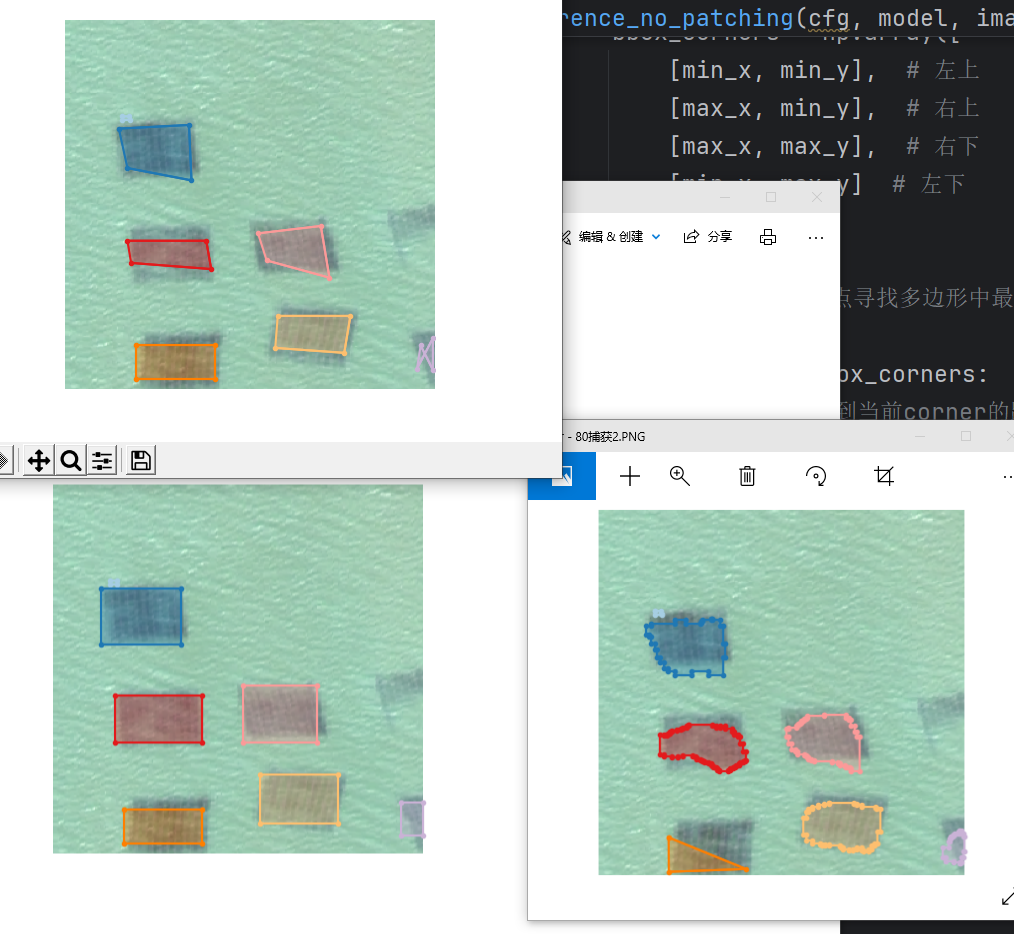 rence_no_patching(cfg, model, ima
bbox_corners = np.array([
[min_x, min_y],  # 左上
[max_x, min_y],  # 右上
[max_x, max_y],  # 右下
[min_x, max_y]  # 左下
编辑 & 创建
分享
点寻找多边形中最
ox_corners:
到当前corner的
- 80捕获2.PNG